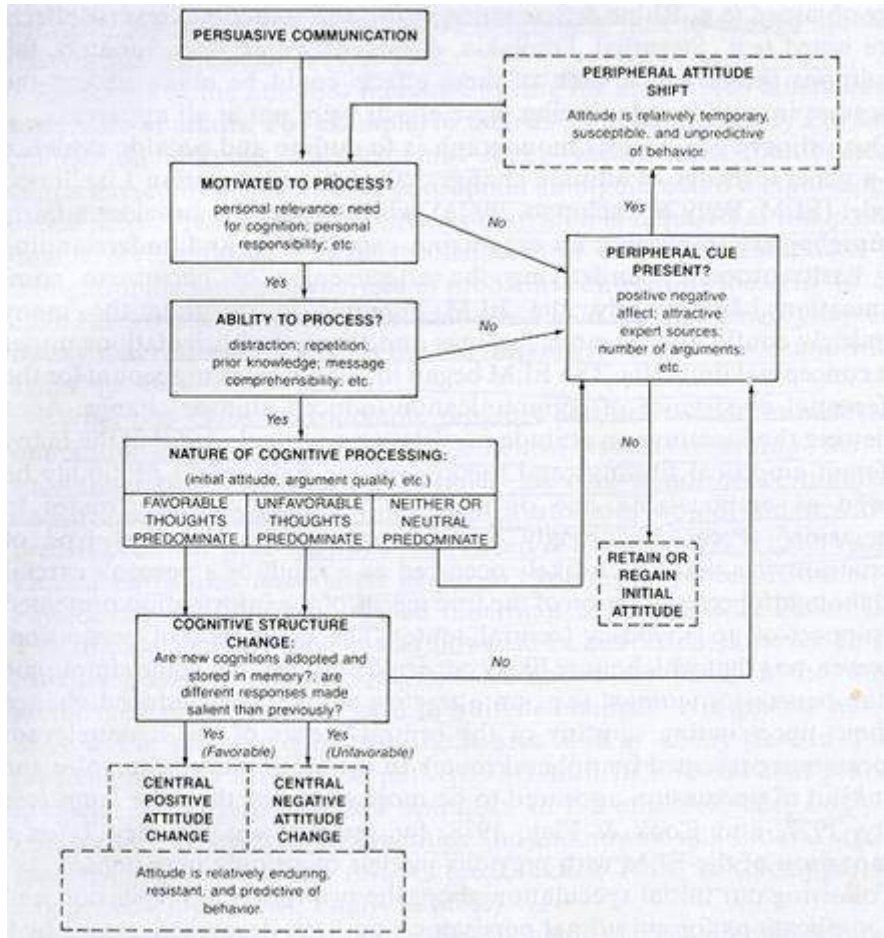 PERSUASIVE COMMUNICATION
PERIPHERAL ATTITUDE
SHIFT
Attitude is relatively temporary,
susceptible, and unpredictive
of behavior.
MOTIVATED TO PROCESS?
personal relevance; need
for cognition; personal
responsibility; etc.
No
Yes
PERIPHERAL CUE
PRESENT?
positive negative
affect; attractive
expert sources;
number of arguments;
etc.
Yes
ABILITY TO PROCESS?
distraction; repetition
prior knowledge; message
comprehensibility; etc.
No
Yes
No
NATURE OF COGNITIVE PROCESSING:
(initial attitude, argument quality, etc.)
FAVORABLE
THOUGHTS
PREDOMINATE
UNFAVORABLE
THOUGHTS
PREDOMINATE
NEITHER OR
NEUTRAL
PREDOMINATE
RETAIN OR
REGAIN
INITIAL
ATTITUDE
COGNITIVE STRUCTURE
CHANGE:
Are new cognitions adopted and
stored in memory?; are
different responses made
salient than previously?
No
Yes
(Favorable)
Yes
(Unfavorable)
CENTRAL
POSITIVE
ATTITUDE
CHANGE
CENTRAL
NEGATIVE
ATTITUDE
CHANGE
Attitude is relatively enduring,
resistant, and predictive of
behavior.